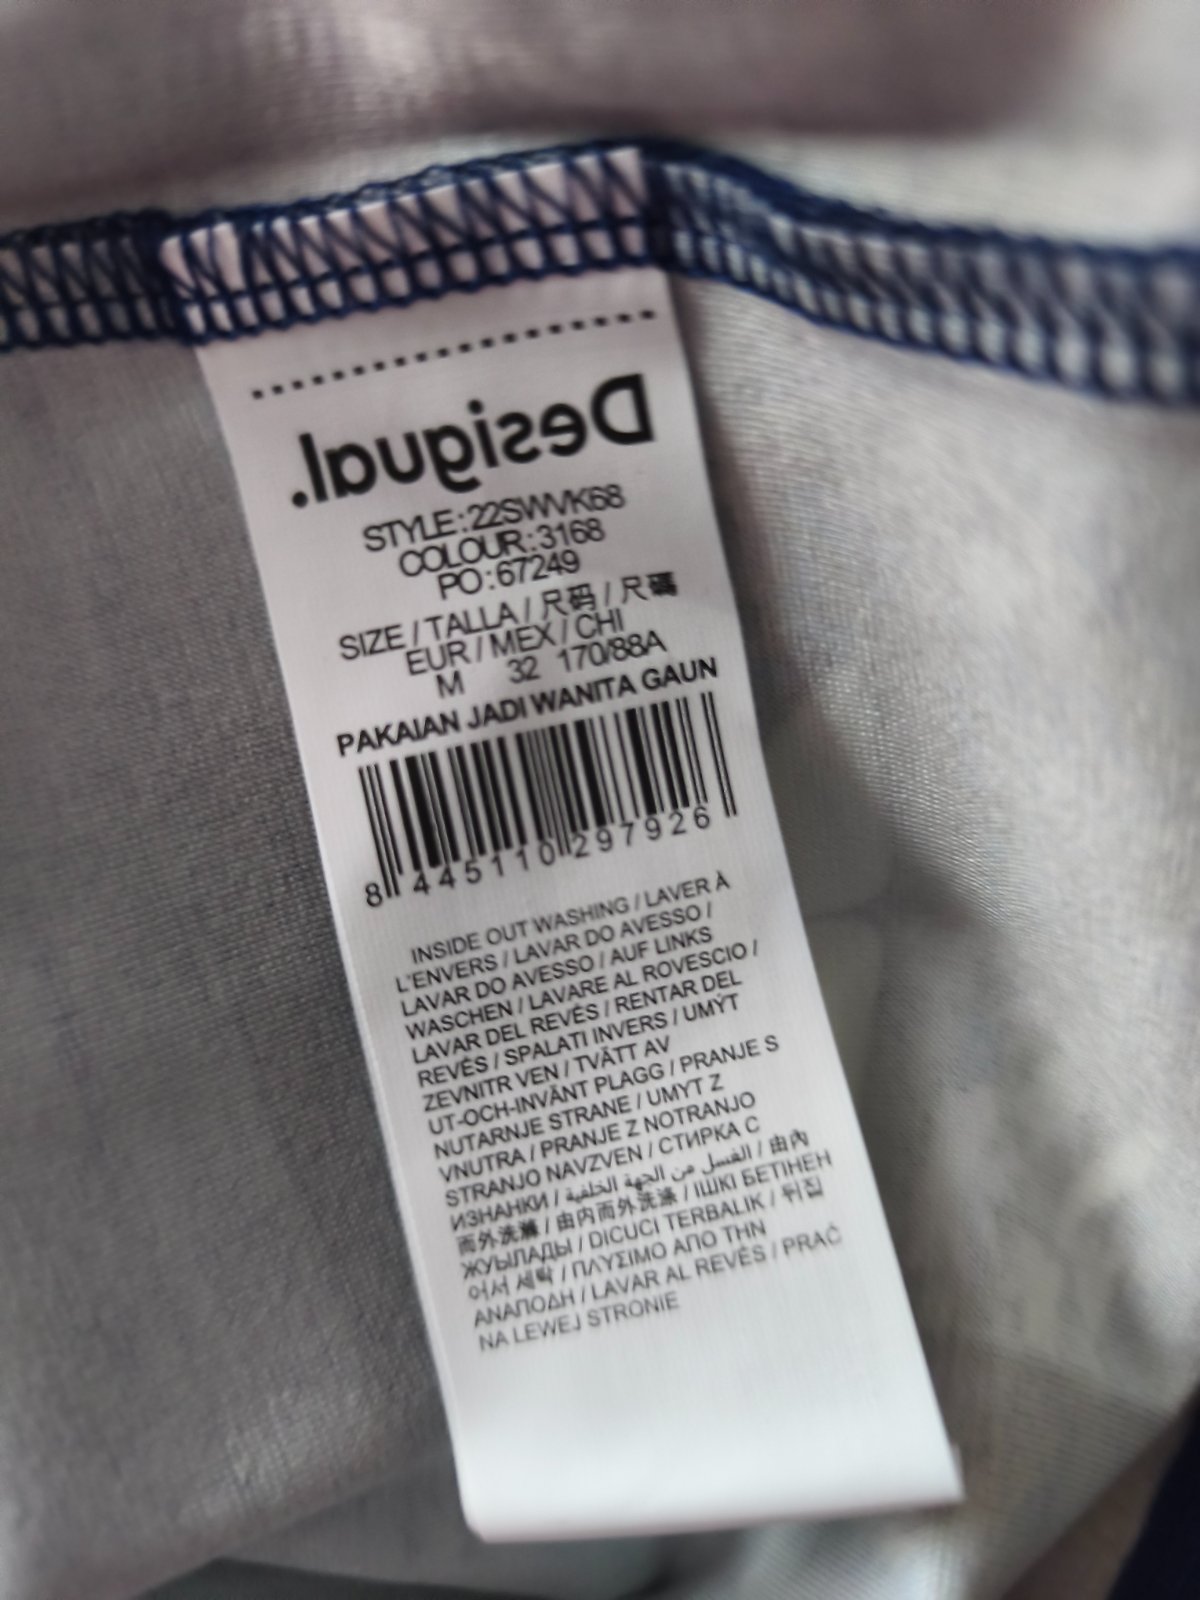 Desigual.
STYLE:22SWVK68
COLOUR:3168
PO:67249
SIZE / TALLA / 尺码 / 尺碼
EUR / MEX / CHI
M 32 170/88A
PAKAIAN JADI WANITA GAUN
8 445110 297926
INSIDE OUT WASHING / LAVER À
L'ENVERS / LAVAR DO AVESSO /
LAVAR DO AVESSO / AUF LINKS
WASCHEN / LAVARE AL ROVESCIO /
LAVAR DEL REVÉS / RENTAR DEL
REVÉS / SPALATI INVERS / UMÝT
ZEVNITR VEN / TVÄTT AV
UT-OCH-INVÄNT PLAGG / PRANJE S
NUTARNJE STRANE / UMYT Z
VNUTRA / PRANJE Z NOTRANJO
STRANJO NAVZVEN / СТИРКА С
ИЗНАНКИ / الغسل من الجهة الخلفية / 由內
而外洗滌 / 由内而外洗涤 / ІШКІ БЕТІНЕН
ЖУЫЛАДЫ / DICUCI TERBALIK / 뒤집
어서 세탁 / ΠΛΥΣΙΜΟ ΑΠΟ ΤΗΝ
ΑΝΑΠΟΔΗ / LAVAR AL REVÉS / PRAĆ
NA LEWEJ STRONIE